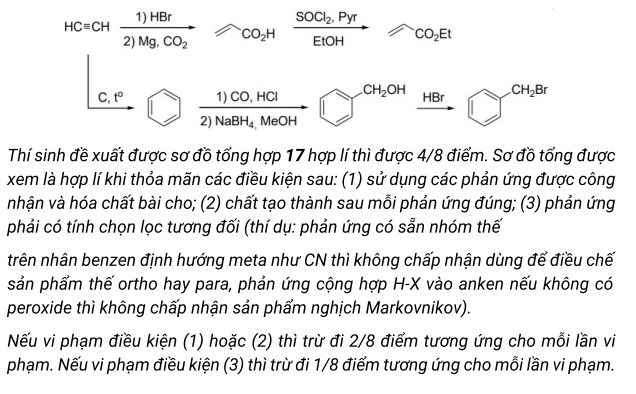 HC≡CH 1) HBr 2) Mg, CO₂ CO₂H SOCl₂, Pyr EtOH CO₂Et
C, tº 1) CO, HCl 2) NaBH₄, MeOH CH₂OH HBr CH₂Br
Thí sinh đề xuất được sơ đồ tổng hợp 17 hợp lí thì được 4/8 điểm. Sơ đồ tổng được
xem là hợp lí khi thỏa mãn các điều kiện sau: (1) sử dụng các phản ứng được công
nhận và hóa chất bài cho; (2) chất tạo thành sau mỗi phản ứng đúng; (3) phản ứng
phải có tính chọn lọc tương đối (thí dụ: phản ứng có sẵn nhóm thế
trên nhân benzen định hướng meta như CN thì không chấp nhận dùng để điều chế
sản phẩm thế ortho hay para, phản ứng cộng hợp H-X vào anken nếu không có
peroxide thì không chấp nhận sản phẩm nghịch Markovnikov).
Nếu vi phạm điều kiện (1) hoặc (2) thì trừ đi 2/8 điểm tương ứng cho mỗi lần vi
phạm. Nếu vi phạm điều kiện (3) thì trừ đi 1/8 điểm tương ứng cho mỗi lần vi phạm.